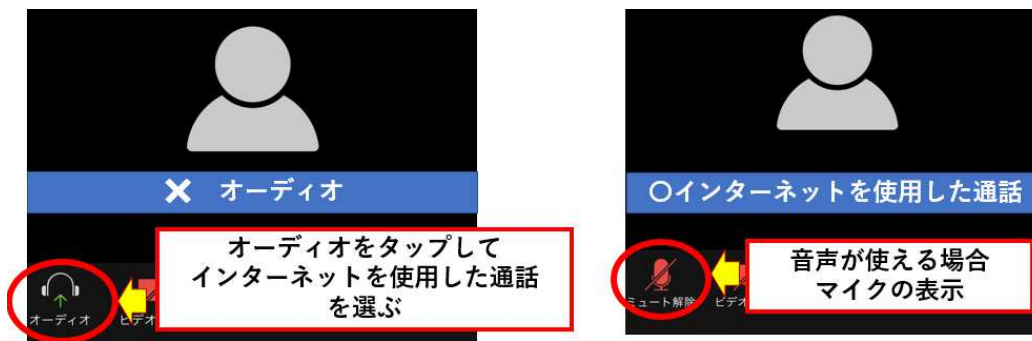 ✕ オーディオ
オーディオをタップして
インターネットを使用した通話
を選ぶ
オーディオ
ビデオ
〇インターネットを使用した通話
音声が使える場合
マイクの表示
ミュート解除
ビデオ